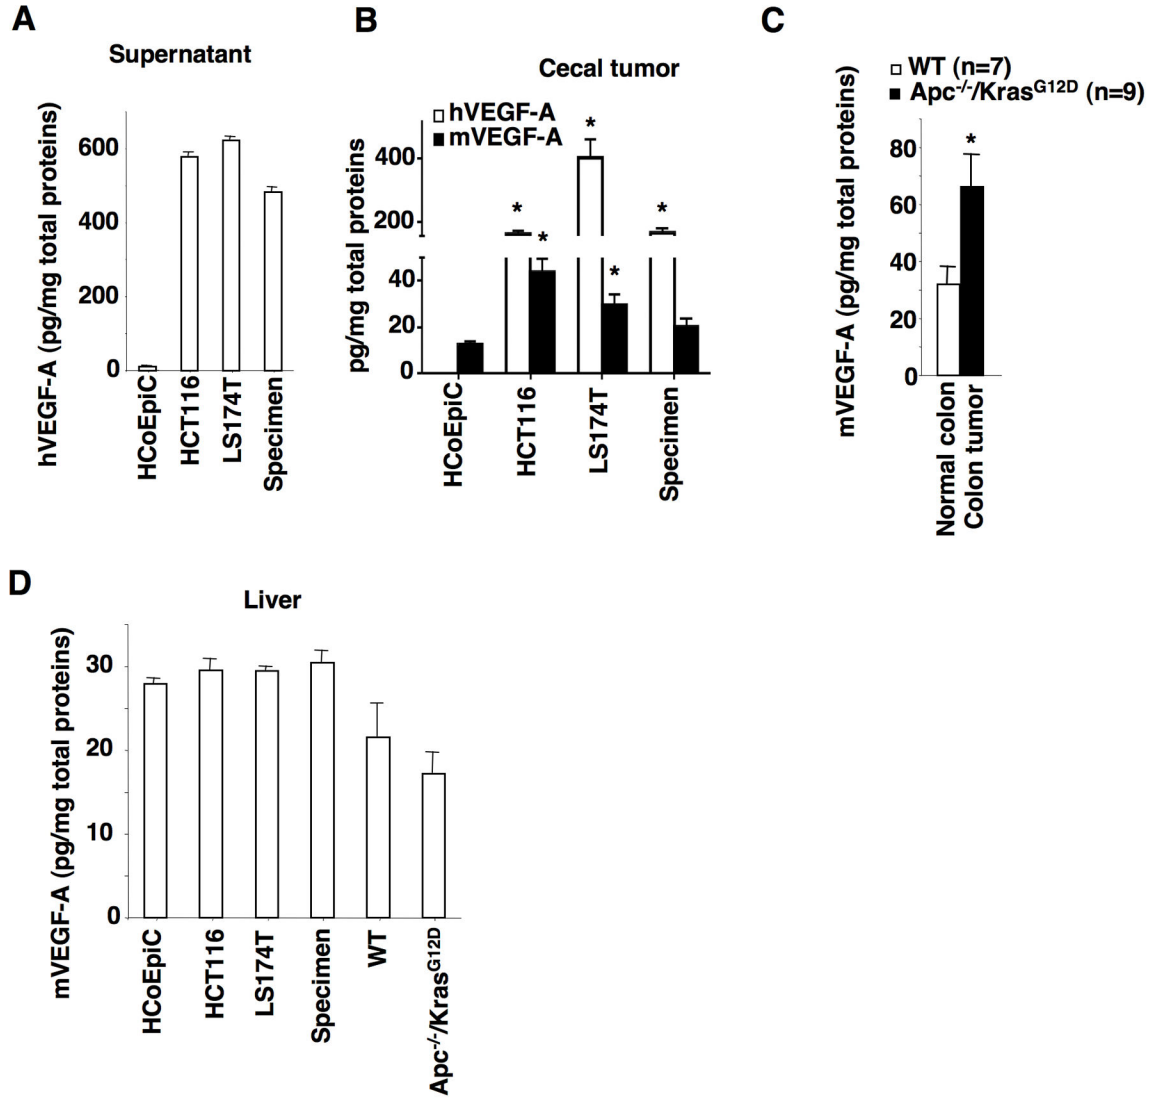 A
Supernatant
hVEGF-A (pg/mg total proteins)
600
400
200
0
HCoEpiC
HCT116
LS174T
Specimen
B
Cecal tumor
hVEGF-A
mVEGF-A
pg/mg total proteins
400
200
40
20
0
*
*
*
*
*
HCoEpiC
HCT116
LS174T
Specimen
C
WT (n=7)
Apc-/-/KrasG12D (n=9)
mVEGF-A (pg/mg total proteins)
80
60
40
20
0
*
Normal colon
Colon tumor
D
Liver
mVEGF-A (pg/mg total proteins)
30
20
10
0
HCoEpiC
HCT116
LS174T
Specimen
WT
Apc-/-/KrasG12D